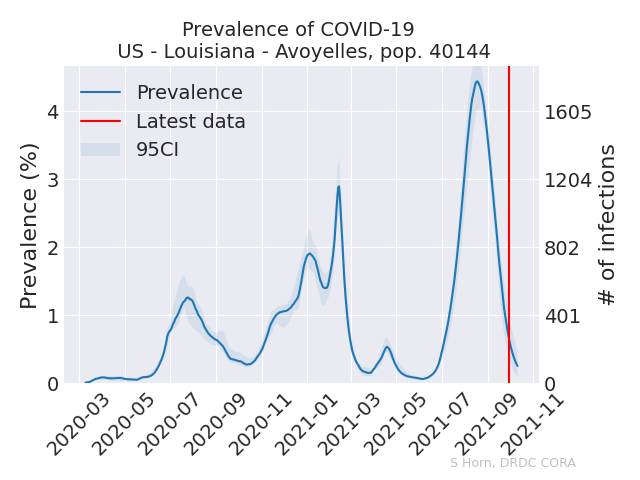 Prevalence of COVID-19
US - Louisiana - Avoyelles, pop. 40144
Prevalence
Latest data
95CI
Prevalence (%)
4
3
2
1
0
1605
1204
802
401
0
# of infections
2020-03
2020-05
2020-07
2020-09
2020-11
2021-01
2021-03
2021-05
2021-07
2021-09
2021-11
S Horn, DRDC CORA